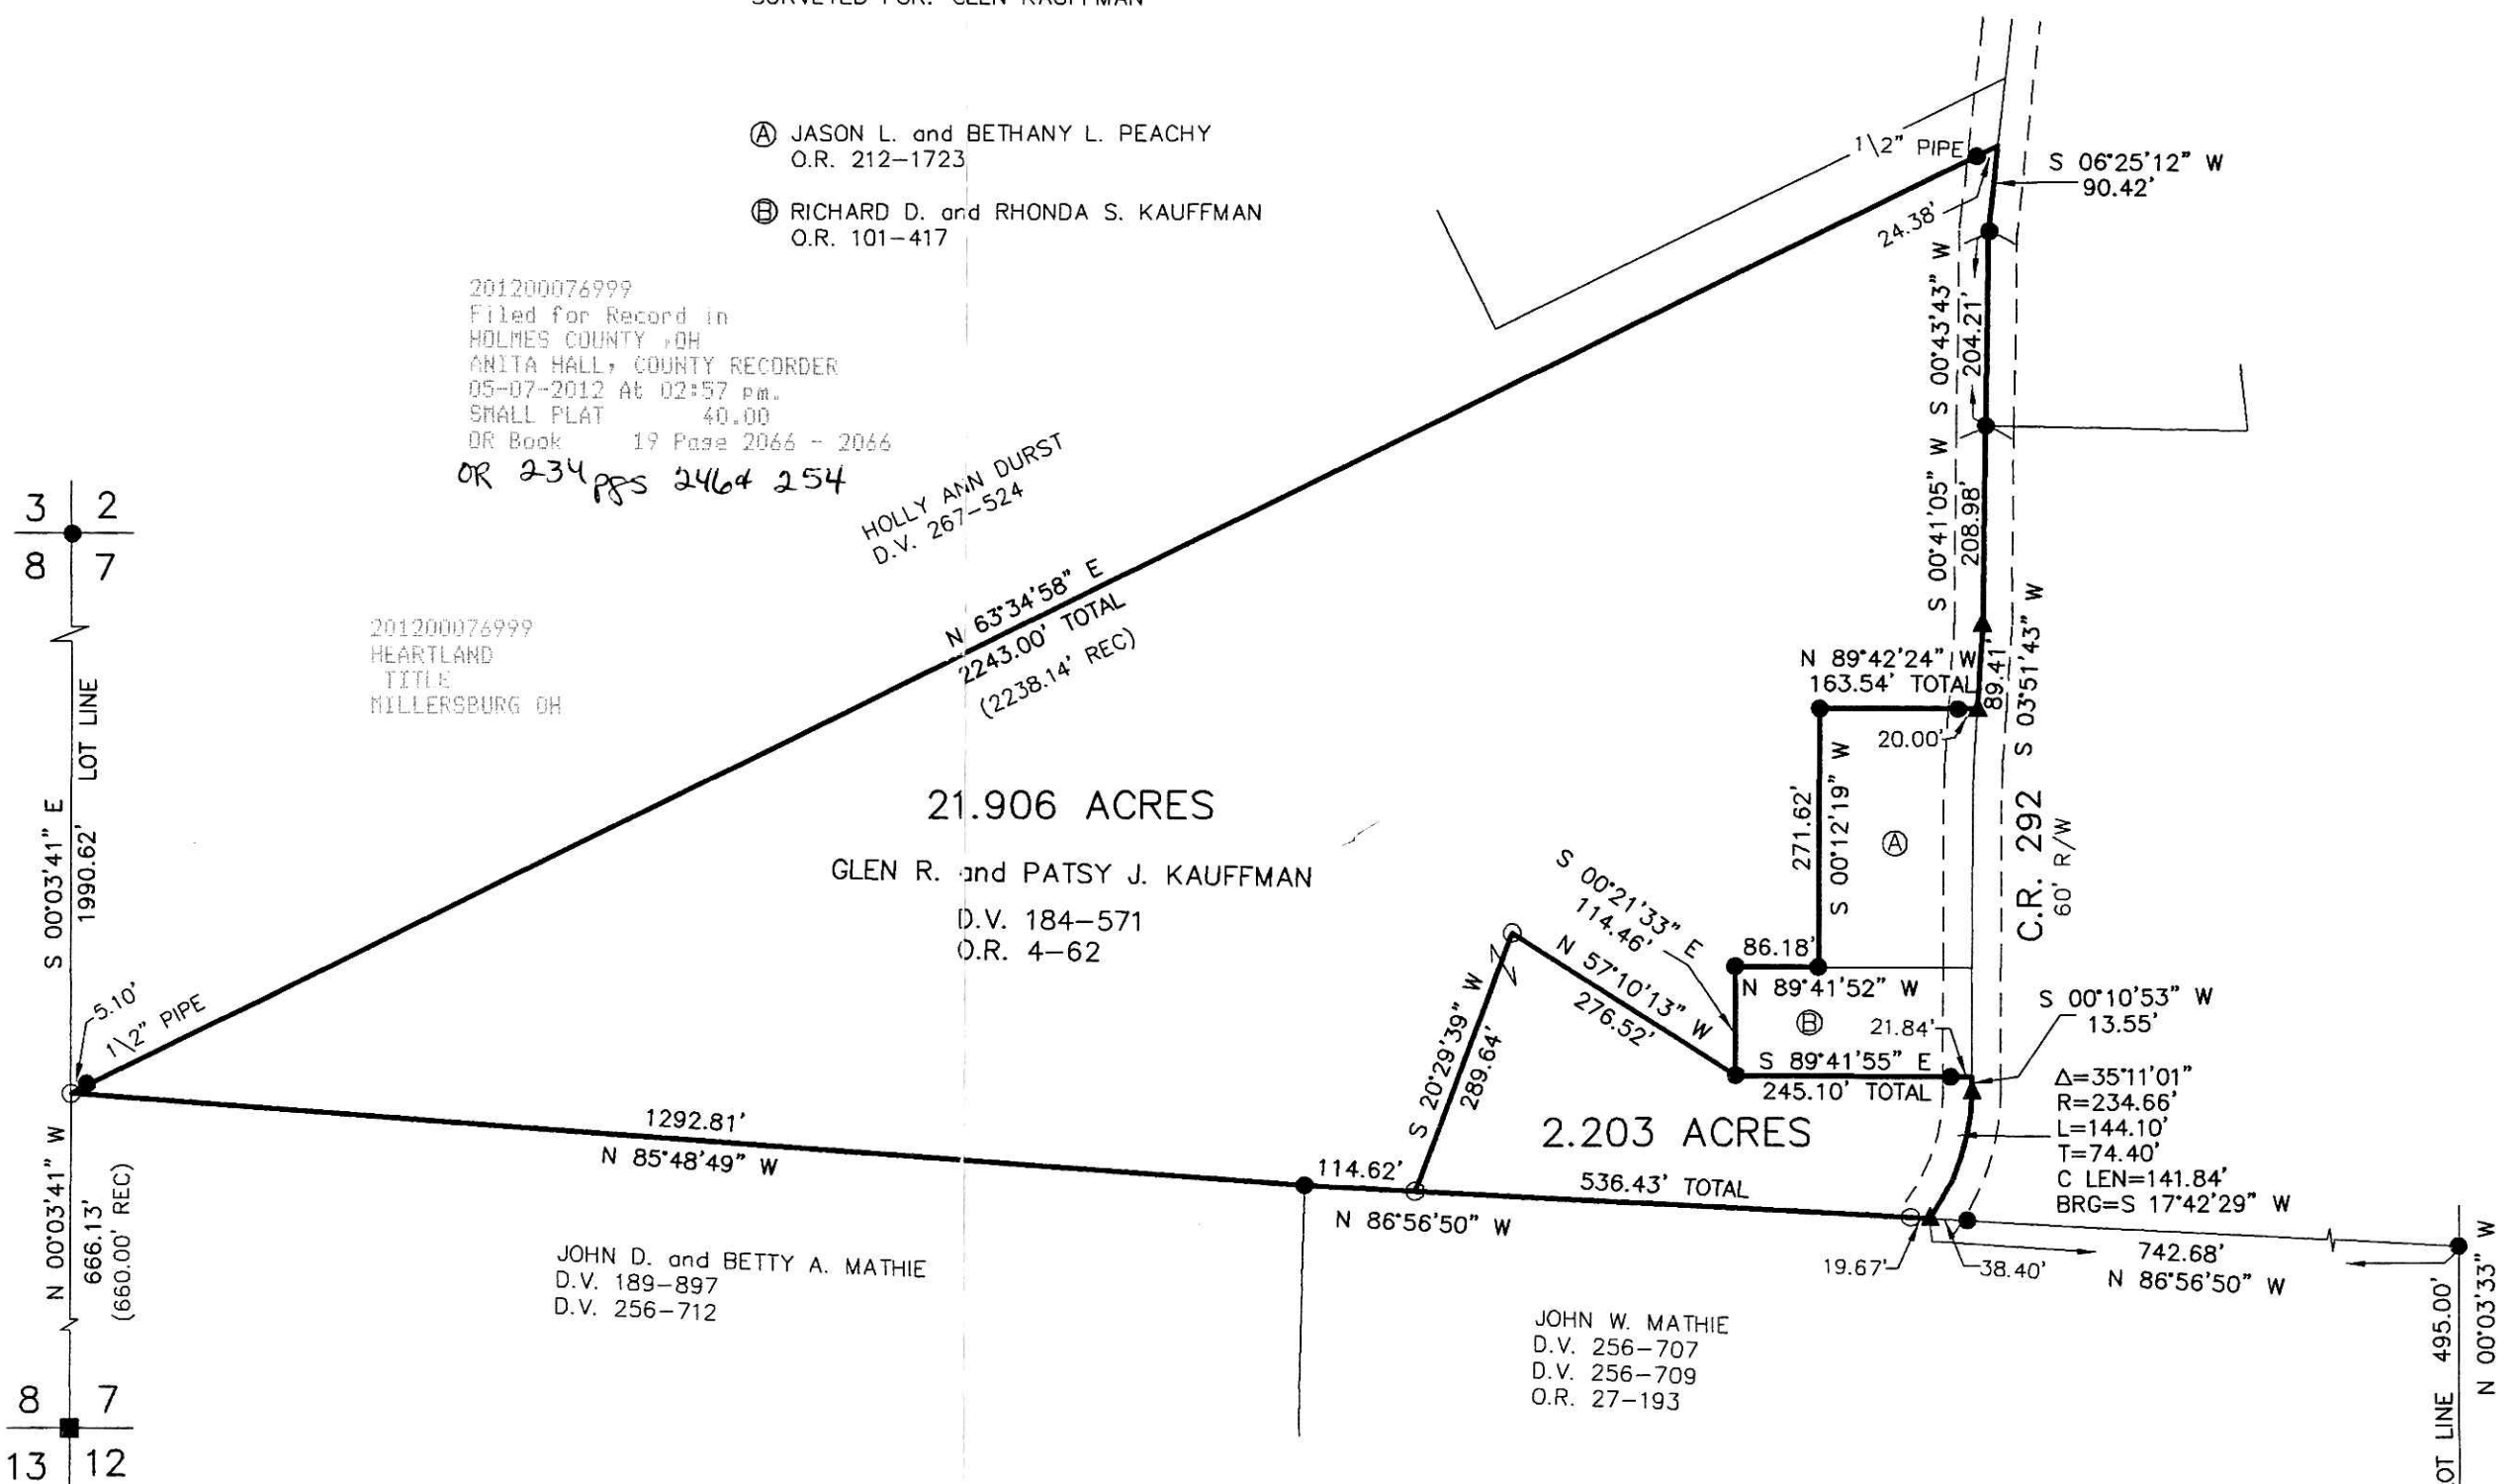 SURVEYED FOR: GLEN KAUFFMAN
Ⓐ JASON L. and BETHANY L. PEACHY
O.R. 212-1723
Ⓑ RICHARD D. and RHONDA S. KAUFFMAN
O.R. 101-417
201200076999
Filed for Record in
HOLMES COUNTY ,OH
ANITA HALL, COUNTY RECORDER
05-07-2012 At 02:57 pm.
SMALL PLAT 40.00
OR Book 19 Page 2066 - 2066
OR 234 pgs 246 & 254
201200076999
HEARTLAND
TITLE
MILLERSBURG OH
3 2
8 7
LOT LINE
S 00°03'41" E
1990.62'
5.10'
1\2" PIPE
N 00°03'41" W
666.13'
(660.00' REC)
8 7
13 12
HOLLY ANN DURST
D.V. 267-524
N 63°34'58" E
2243.00' TOTAL
(2238.14' REC)
1\2" PIPE
24.38'
S 06°25'12" W
90.42'
S 00°43'43" W
204.21'
S 00°41'05" W
208.98'
89.41'
S 03°51'43" W
N 89°42'24" W
163.54' TOTAL
20.00'
271.62'
S 00°12'19" W
Ⓐ
C.R. 292
60' R/W
21.906 ACRES
GLEN R. and PATSY J. KAUFFMAN
D.V. 184-571
O.R. 4-62
S 00°21'33" E
114.46'
86.18'
N 89°41'52" W
N 57°10'13" W
276.52'
S 20°29'39" W
289.64'
Ⓑ
21.84'
S 00°10'53" W
13.55'
S 89°41'55" E
245.10' TOTAL
Δ=35°11'01"
R=234.66'
L=144.10'
T=74.40'
C LEN=141.84'
BRG=S 17°42'29" W
2.203 ACRES
1292.81'
N 85°48'49" W
114.62'
536.43' TOTAL
N 86°56'50" W
19.67'
38.40'
742.68'
N 86°56'50" W
JOHN D. and BETTY A. MATHIE
D.V. 189-897
D.V. 256-712
JOHN W. MATHIE
D.V. 256-707
D.V. 256-709
O.R. 27-193
LOT LINE 495.00'
N 00°03'33" W